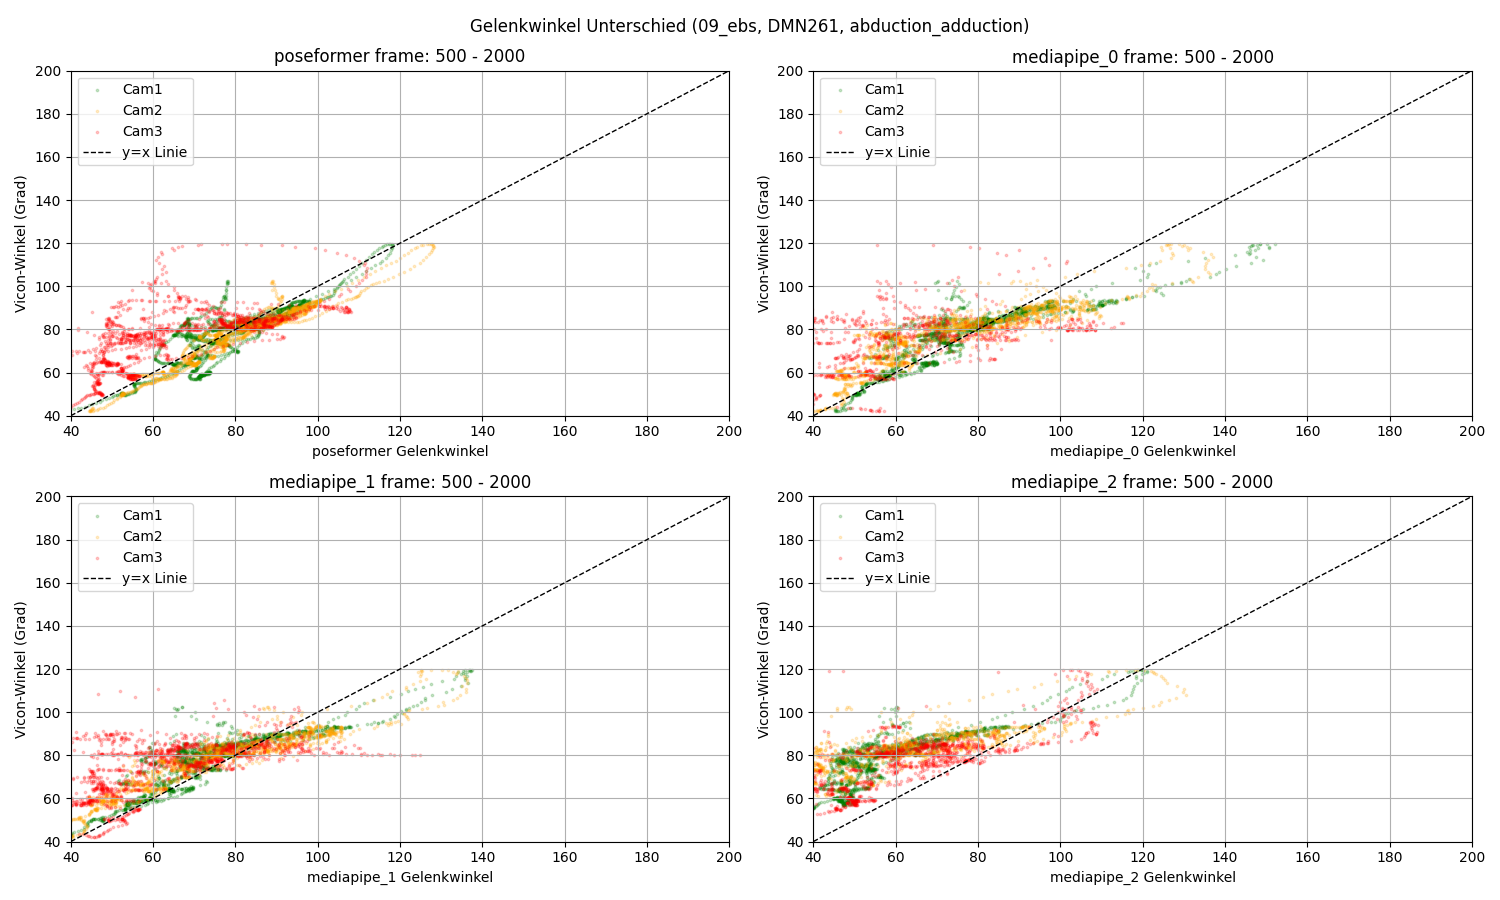 Gelenkwinkel Unterschied (09_ebs, DMN261, abduction_adduction)
poseformer frame: 500 - 2000
200
180
160
140
120
100
80
60
40
Vicon-Winkel (Grad)
Cam1
Cam2
Cam3
y=x Linie
40 60 80 100 120 140 160 180 200
poseformer Gelenkwinkel
mediapipe_0 frame: 500 - 2000
200
180
160
140
120
100
80
60
40
Vicon-Winkel (Grad)
Cam1
Cam2
Cam3
y=x Linie
40 60 80 100 120 140 160 180 200
mediapipe_0 Gelenkwinkel
mediapipe_1 frame: 500 - 2000
200
180
160
140
120
100
80
60
40
Vicon-Winkel (Grad)
Cam1
Cam2
Cam3
y=x Linie
40 60 80 100 120 140 160 180 200
mediapipe_1 Gelenkwinkel
mediapipe_2 frame: 500 - 2000
200
180
160
140
120
100
80
60
40
Vicon-Winkel (Grad)
Cam1
Cam2
Cam3
y=x Linie
40 60 80 100 120 140 160 180 200
mediapipe_2 Gelenkwinkel